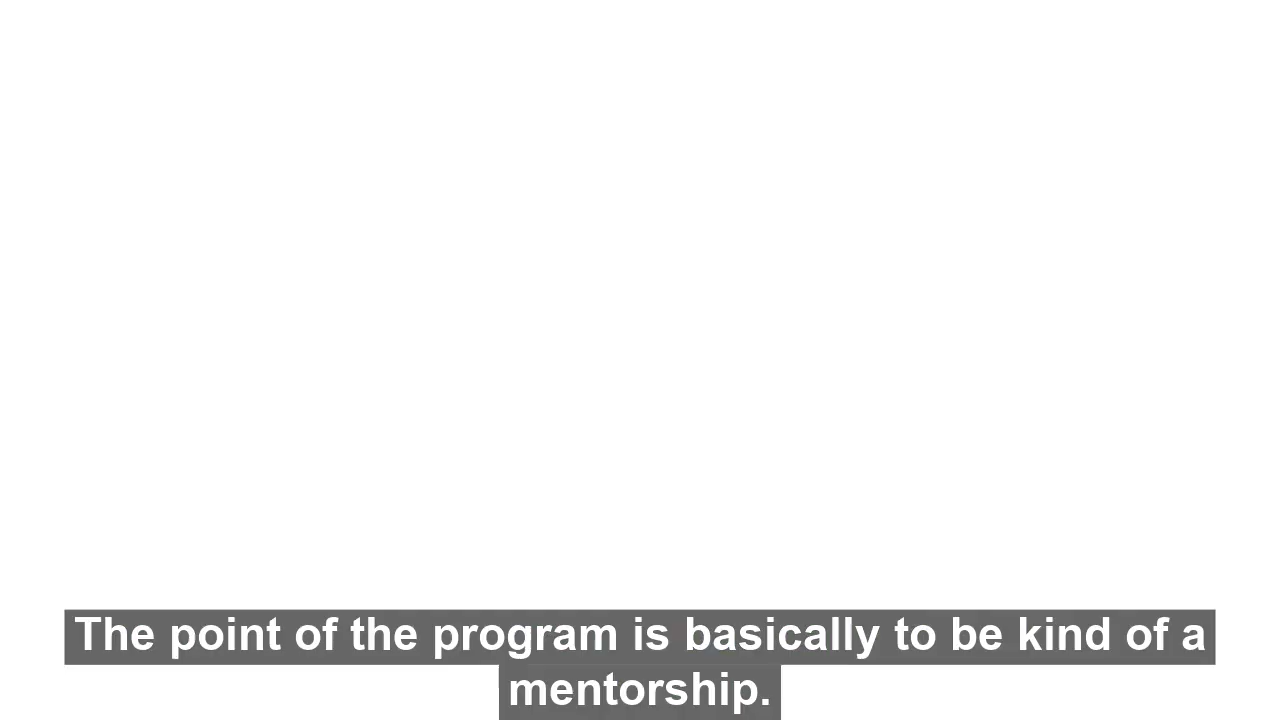 The point of the program is basically to be kind of a
mentorship.